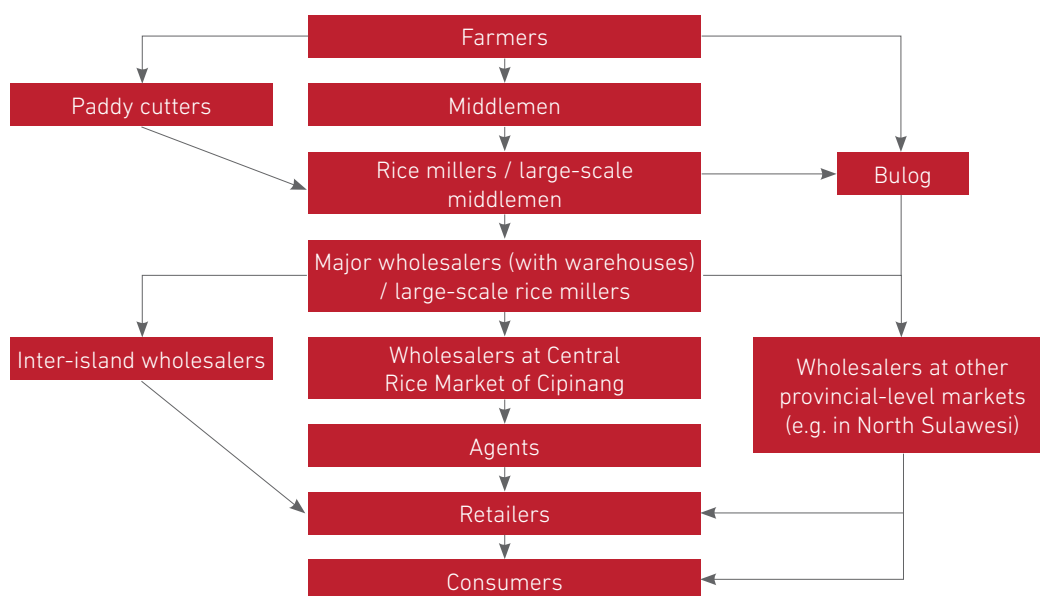 Farmers
Paddy cutters
Middlemen
Rice millers / large-scale
middlemen
Bulog
Major wholesalers (with warehouses)
/ large-scale rice millers
Inter-island wholesalers
Wholesalers at Central
Rice Market of Cipinang
Wholesalers at other
provincial-level markets
(e.g. in North Sulawesi)
Agents
Retailers
Consumers